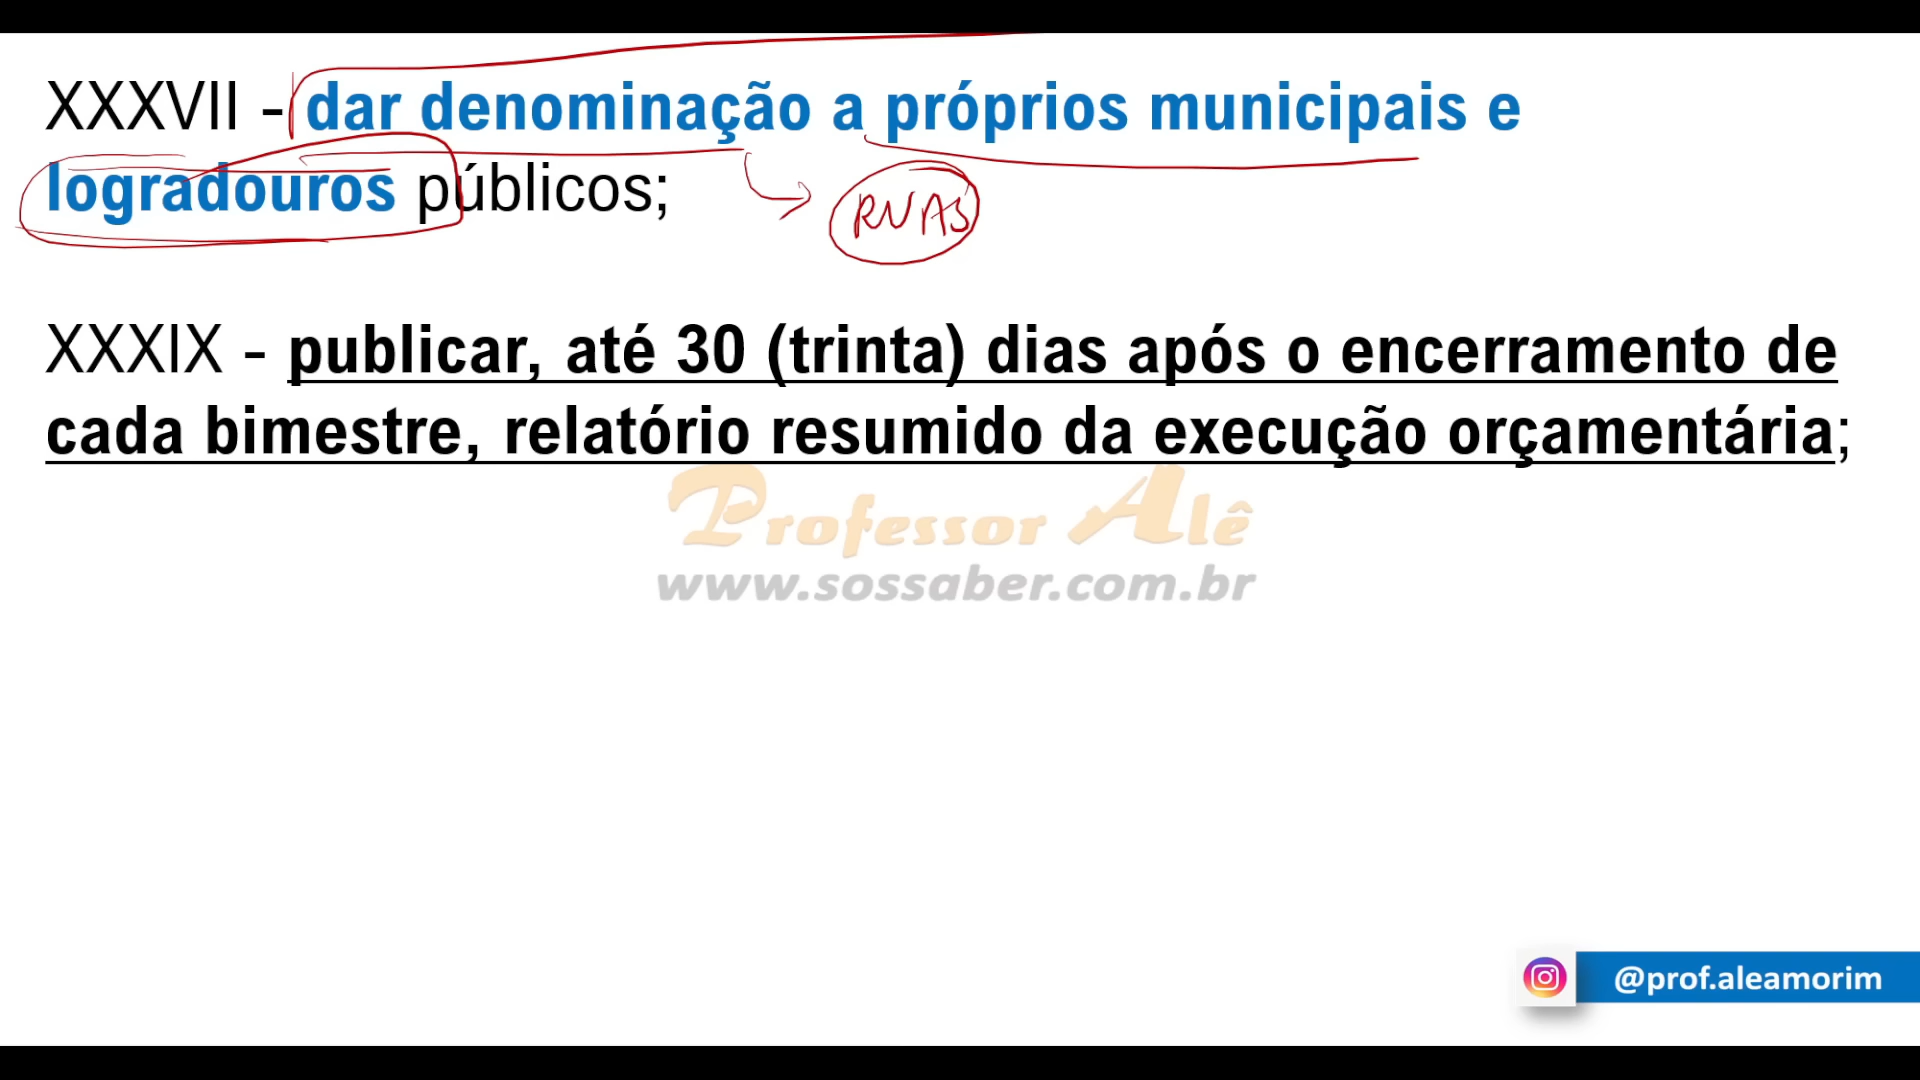 XXXVII - dar denominação a próprios municipais e
logradouros públicos;
RUAS
XXXIX - publicar, até 30 (trinta) dias após o encerramento de
cada bimestre, relatório resumido da execução orçamentária;
Professor Alê
www.sossaber.com.br
@prof.aleamorim